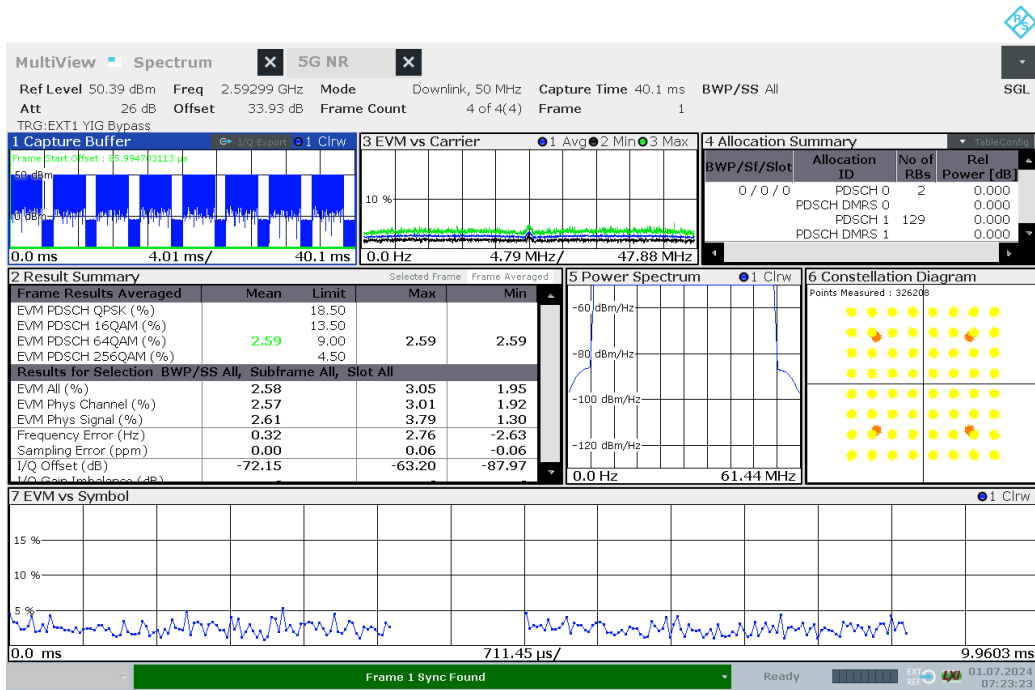 R&S
MultiView Spectrum 5G NR
Ref Level 50.39 dBm Freq 2.59299 GHz Mode Downlink, 50 MHz Capture Time 40.1 ms BWP/SS All SGL
Att 26 dB Offset 33.93 dB Frame Count 4 of 4(4) Frame 1
TRG:EXT1 YIG Bypass
1 Capture Buffer I/Q Export 1 Clrw
Frame Start Offset : 65.994703113 µs
50 dBm
0 dBm
0.0 ms 4.01 ms/ 40.1 ms
3 EVM vs Carrier 1 Avg 2 Min 3 Max
10 %
0.0 Hz 4.79 MHz/ 47.88 MHz
4 Allocation Summary TableConfig
BWP/Sf/Slot Allocation ID No of RBs Rel Power [dB]
0 / 0 / 0 PDSCH 0 2 0.000
PDSCH DMRS 0 0.000
PDSCH 1 129 0.000
PDSCH DMRS 1 0.000
2 Result Summary Selected Frame Frame Averaged
Frame Results Averaged Mean Limit Max Min
EVM PDSCH QPSK (%) 18.50
EVM PDSCH 16QAM (%) 13.50
EVM PDSCH 64QAM (%) 2.59 9.00 2.59 2.59
EVM PDSCH 256QAM (%) 4.50
Results for Selection BWP/SS All, Subframe All, Slot All
EVM All (%) 2.58 3.05 1.95
EVM Phys Channel (%) 2.57 3.01 1.92
EVM Phys Signal (%) 2.61 3.79 1.30
Frequency Error (Hz) 0.32 2.76 -2.63
Sampling Error (ppm) 0.00 0.06 -0.06
I/Q Offset (dB) -72.15 -63.20 -87.97
I/Q Gain Imbalance (dB) - - -
5 Power Spectrum 1 Clrw
-60 dBm/Hz
-80 dBm/Hz
-100 dBm/Hz
-120 dBm/Hz
0.0 Hz 61.44 MHz
6 Constellation Diagram
Points Measured : 326208
7 EVM vs Symbol 1 Clrw
15 %
10 %
5 %
0.0 ms 711.45 µs/ 9.9603 ms
Frame 1 Sync Found Ready EXT REF LXI 01.07.2024
07:23:23